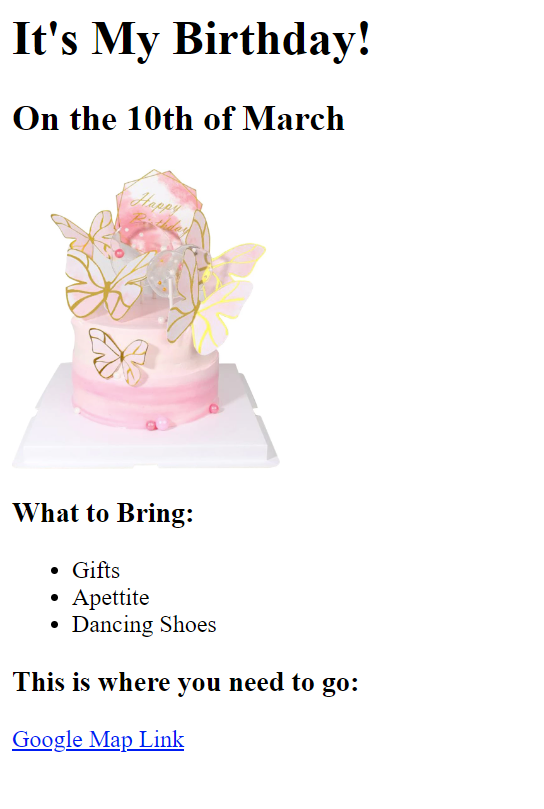 It's My Birthday!
On the 10th of March
Happy
Birthday
What to Bring:
Gifts
Apettite
Dancing Shoes
This is where you need to go:
Google Map Link